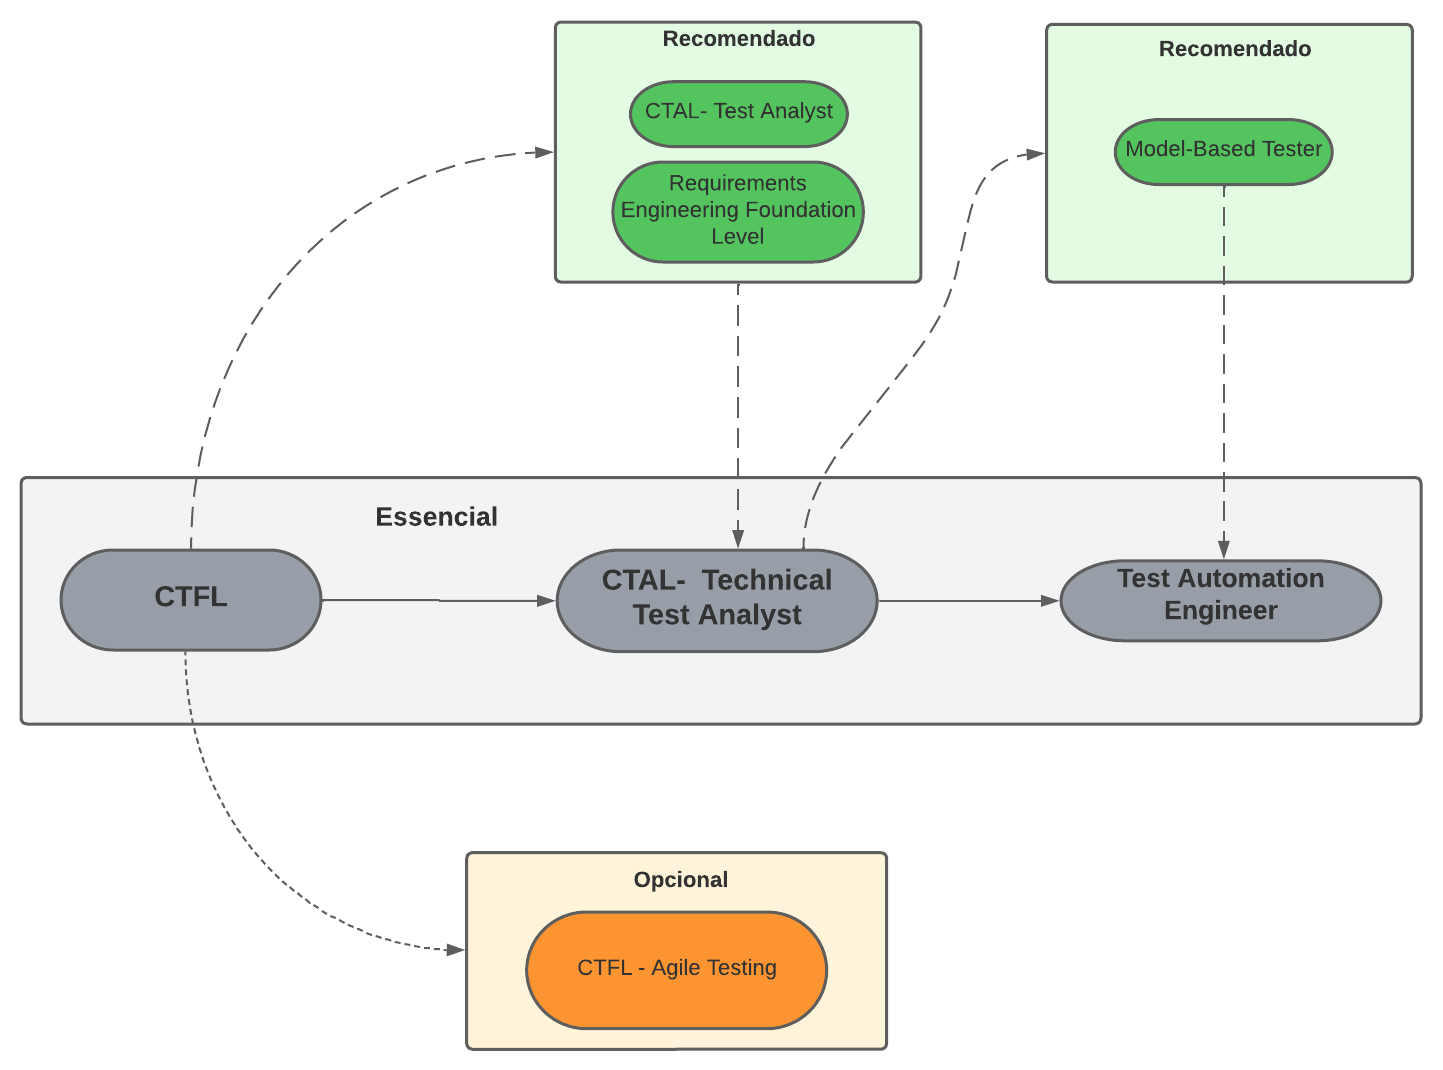 Recomendado
CTAL- Test Analyst
Requirements
Engineering Foundation
Level
Recomendado
Model-Based Tester
Essencial
CTFL
CTAL-  Technical
Test Analyst
Test Automation
Engineer
Opcional
CTFL - Agile Testing